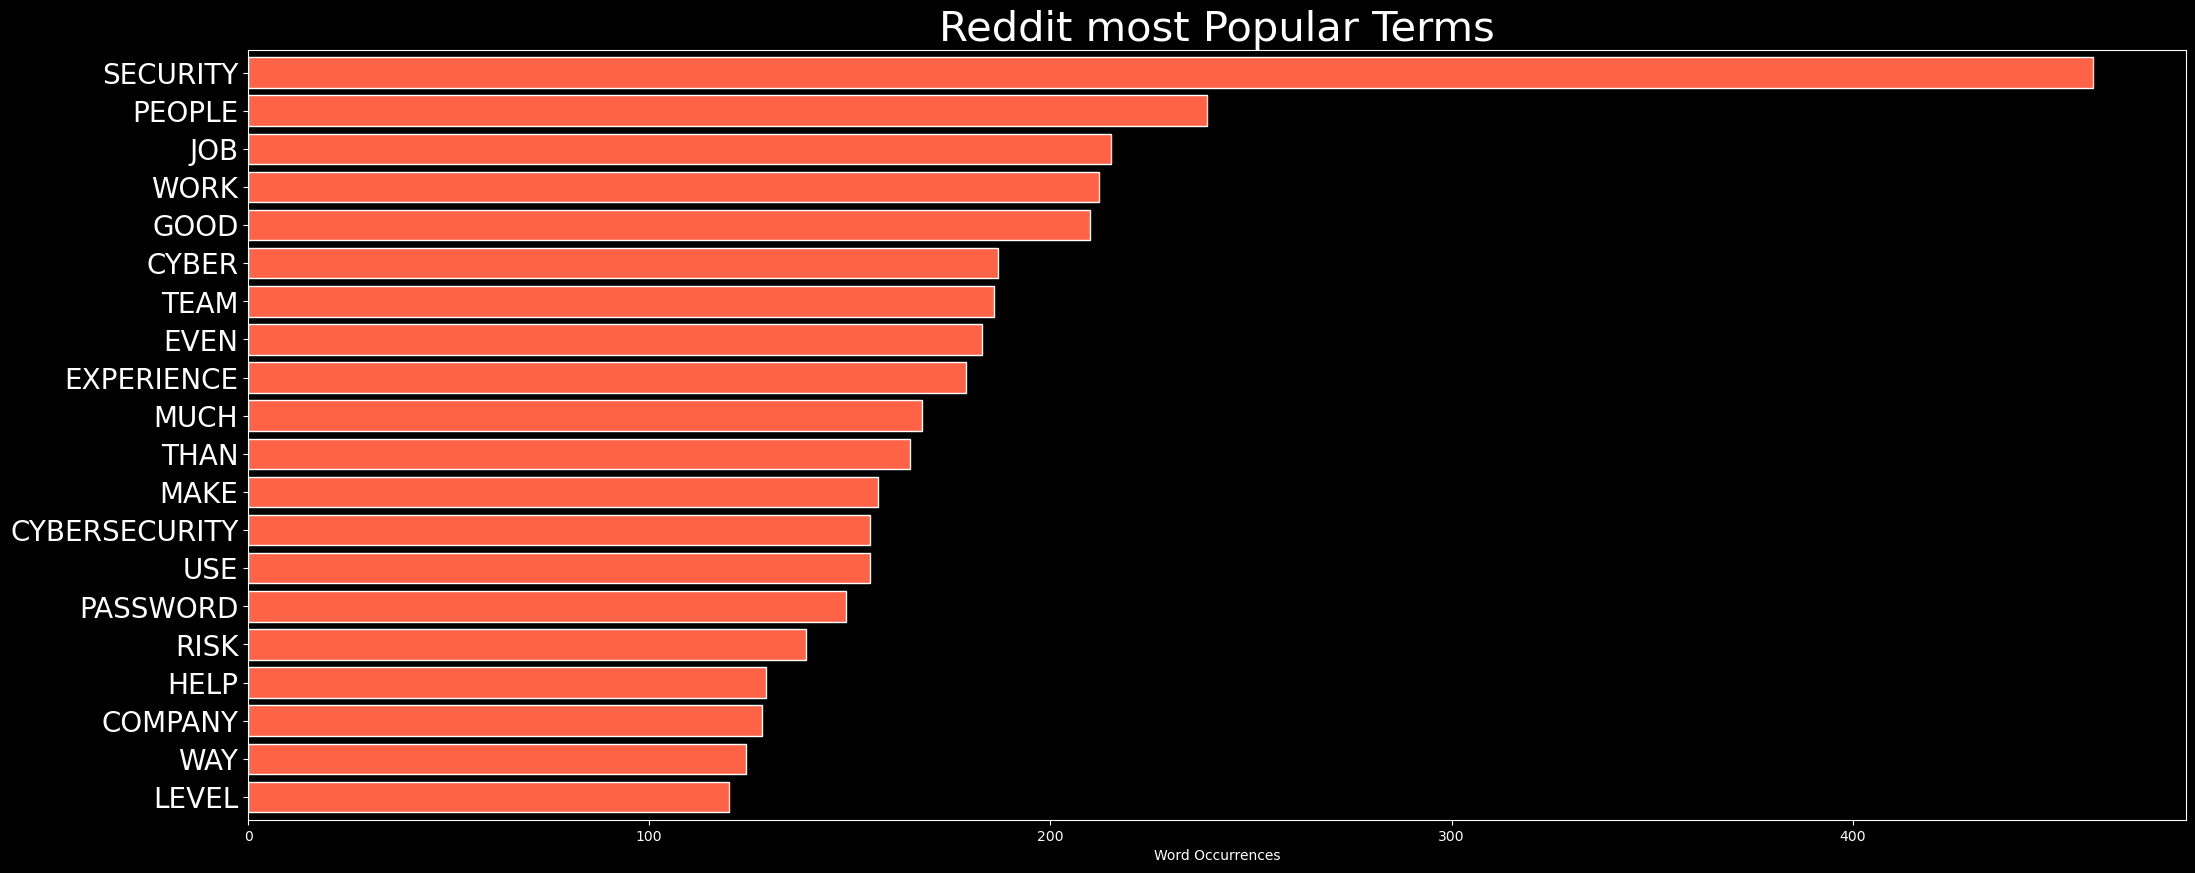 Reddit most Popular Terms
SECURITY
PEOPLE
JOB
WORK
GOOD
CYBER
TEAM
EVEN
EXPERIENCE
MUCH
THAN
MAKE
CYBERSECURITY
USE
PASSWORD
RISK
HELP
COMPANY
WAY
LEVEL
0 100 200 300 400
Word Occurrences